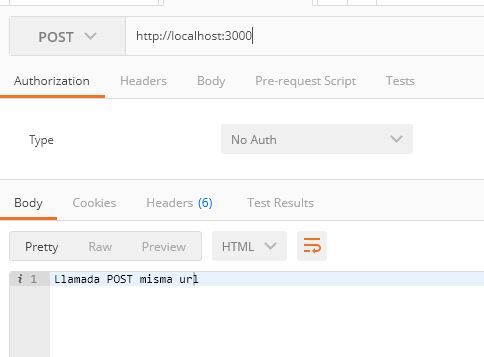 POST http://localhost:3000
Authorization Headers Body Pre-request Script Tests
Type No Auth
Body Cookies Headers (6) Test Results
Pretty Raw Preview HTML
i 1 Llamada POST misma url